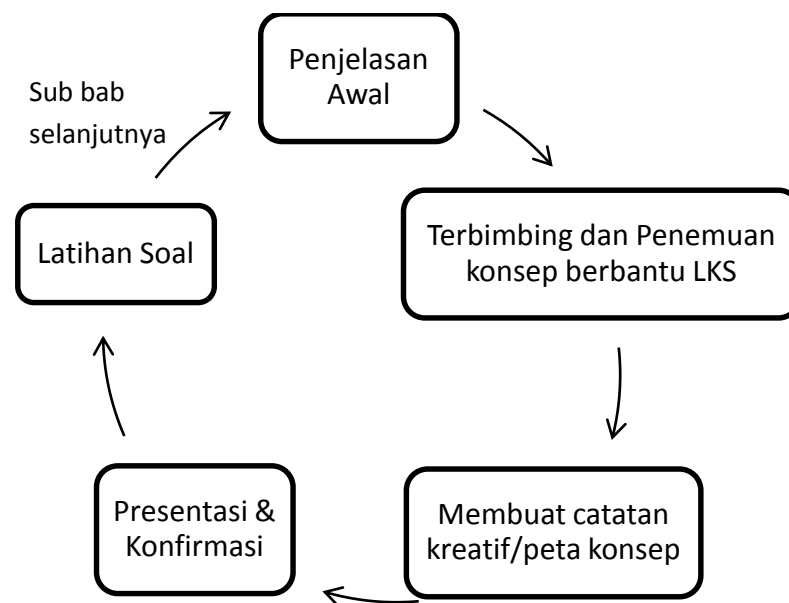 Penjelasan
Awal
Sub bab
selanjutnya
Terbimbing dan Penemuan
konsep berbantu LKS
Latihan Soal
Membuat catatan
kreatif/peta konsep
Presentasi &
Konfirmasi